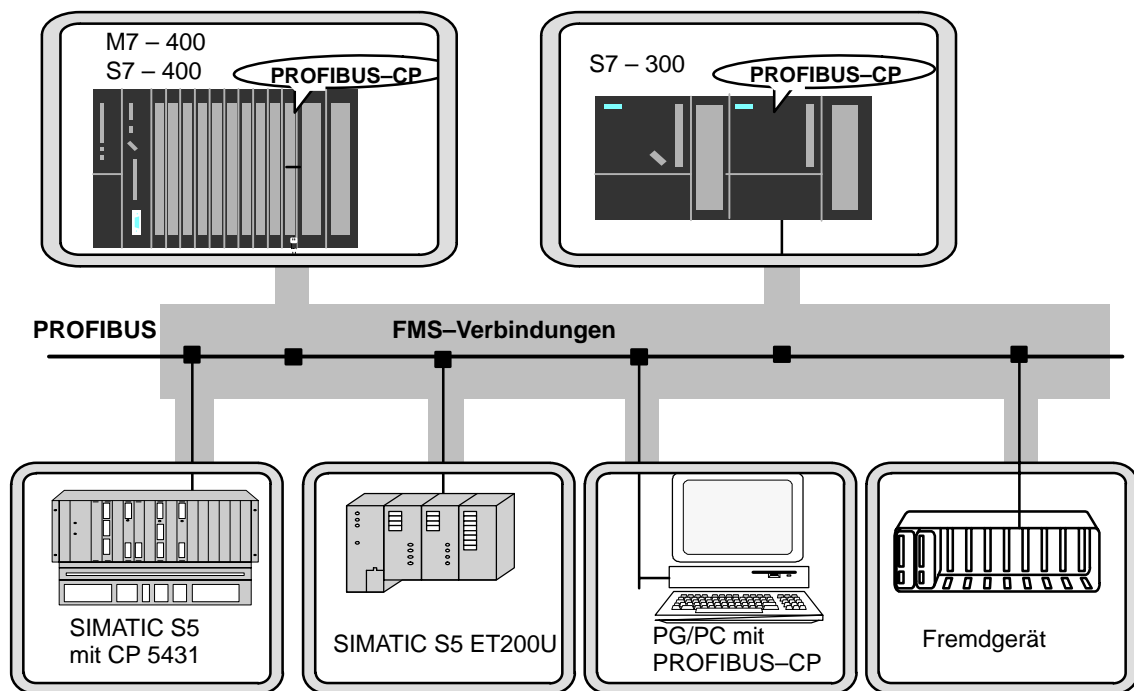 M7 – 400
S7 – 400
PROFIBUS–CP
S7 – 300
PROFIBUS–CP
PROFIBUS
FMS–Verbindungen
SIMATIC S5
mit CP 5431
SIMATIC S5 ET200U
PG/PC mit
PROFIBUS–CP
Fremdgerät